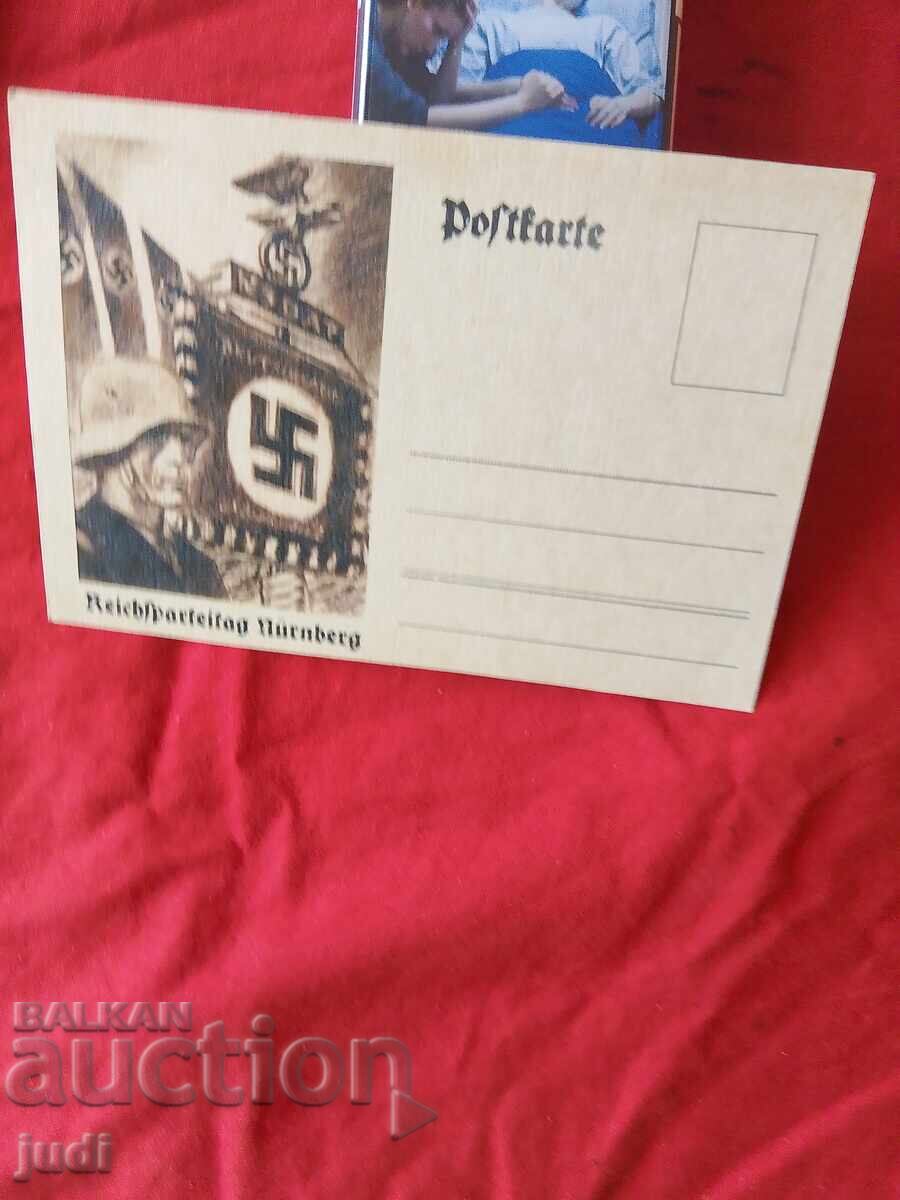 Postkarte
Reichsparteitag Nürnberg
BALKAN
auction
judi